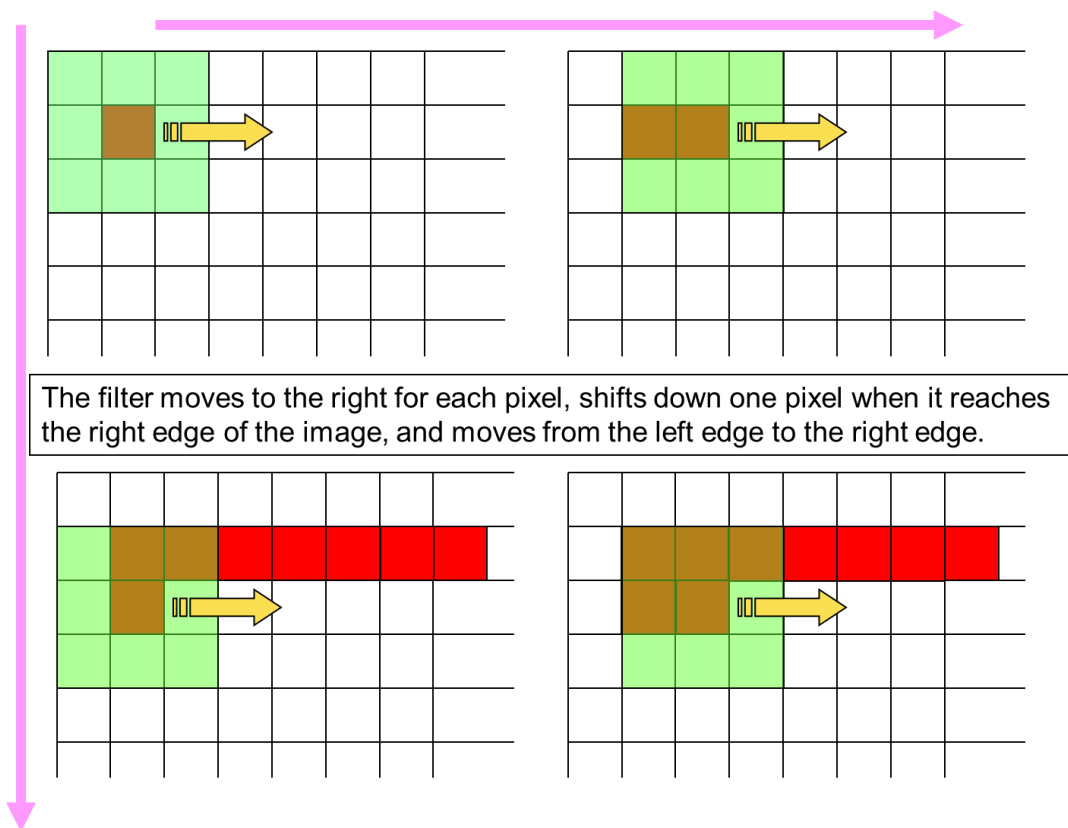 The filter moves to the right for each pixel, shifts down one pixel when it reaches
the right edge of the image, and moves from the left edge to the right edge.